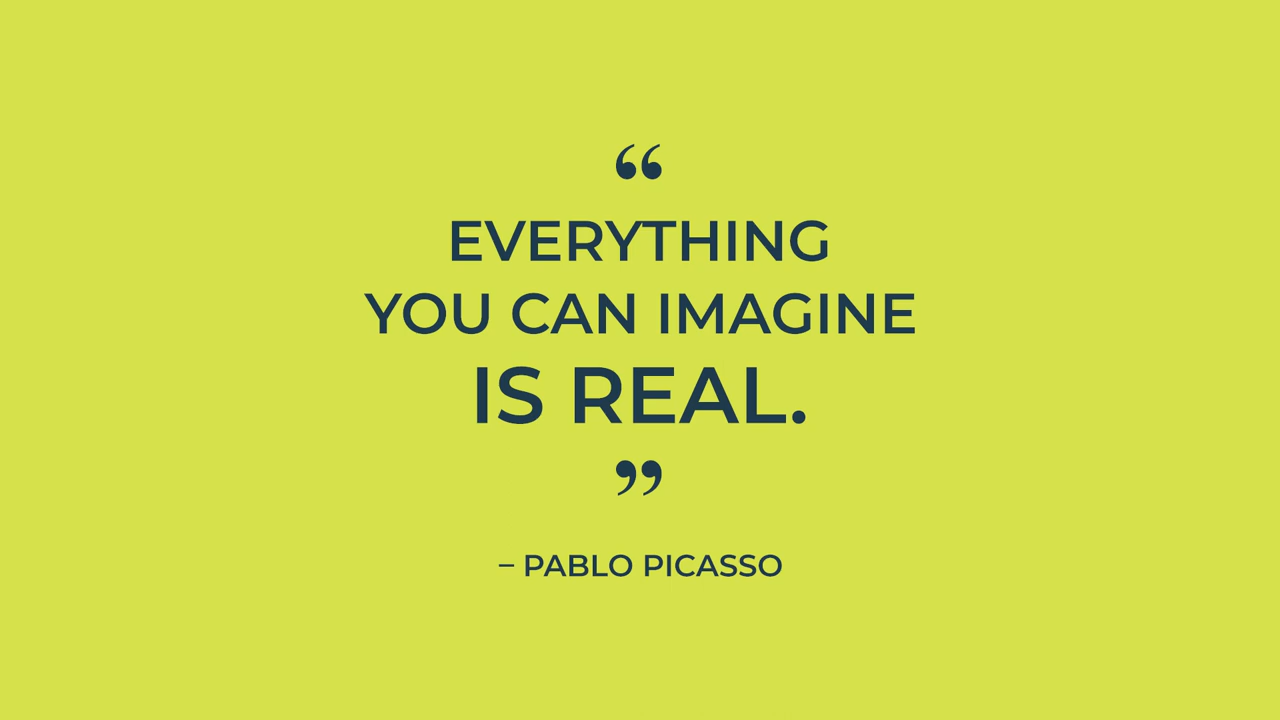 “
EVERYTHING
YOU CAN IMAGINE
IS REAL.
”
– PABLO PICASSO